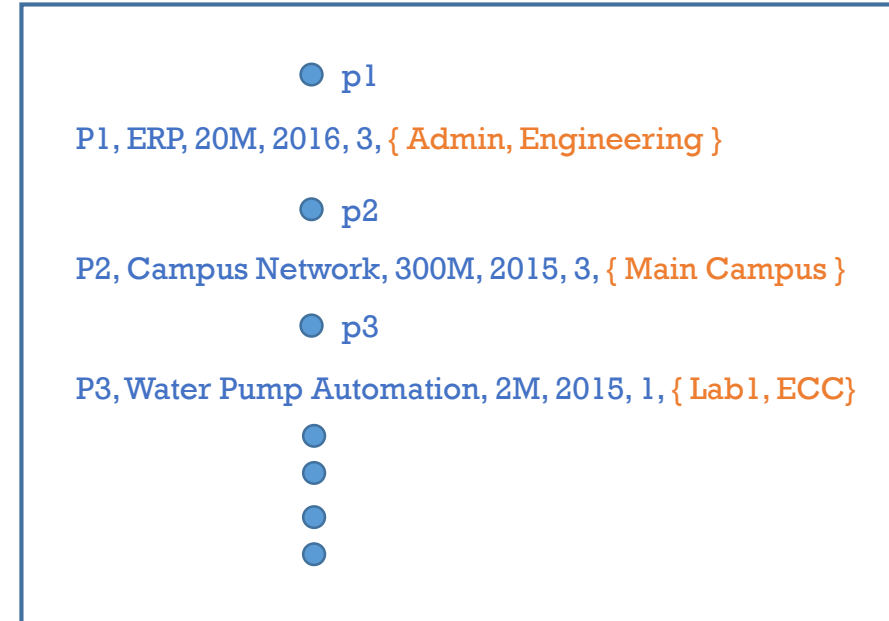 p1
P1, ERP, 20M, 2016, 3, { Admin, Engineering }
p2
P2, Campus Network, 300M, 2015, 3, { Main Campus }
p3
P3, Water Pump Automation, 2M, 2015, 1, { Lab1, ECC}